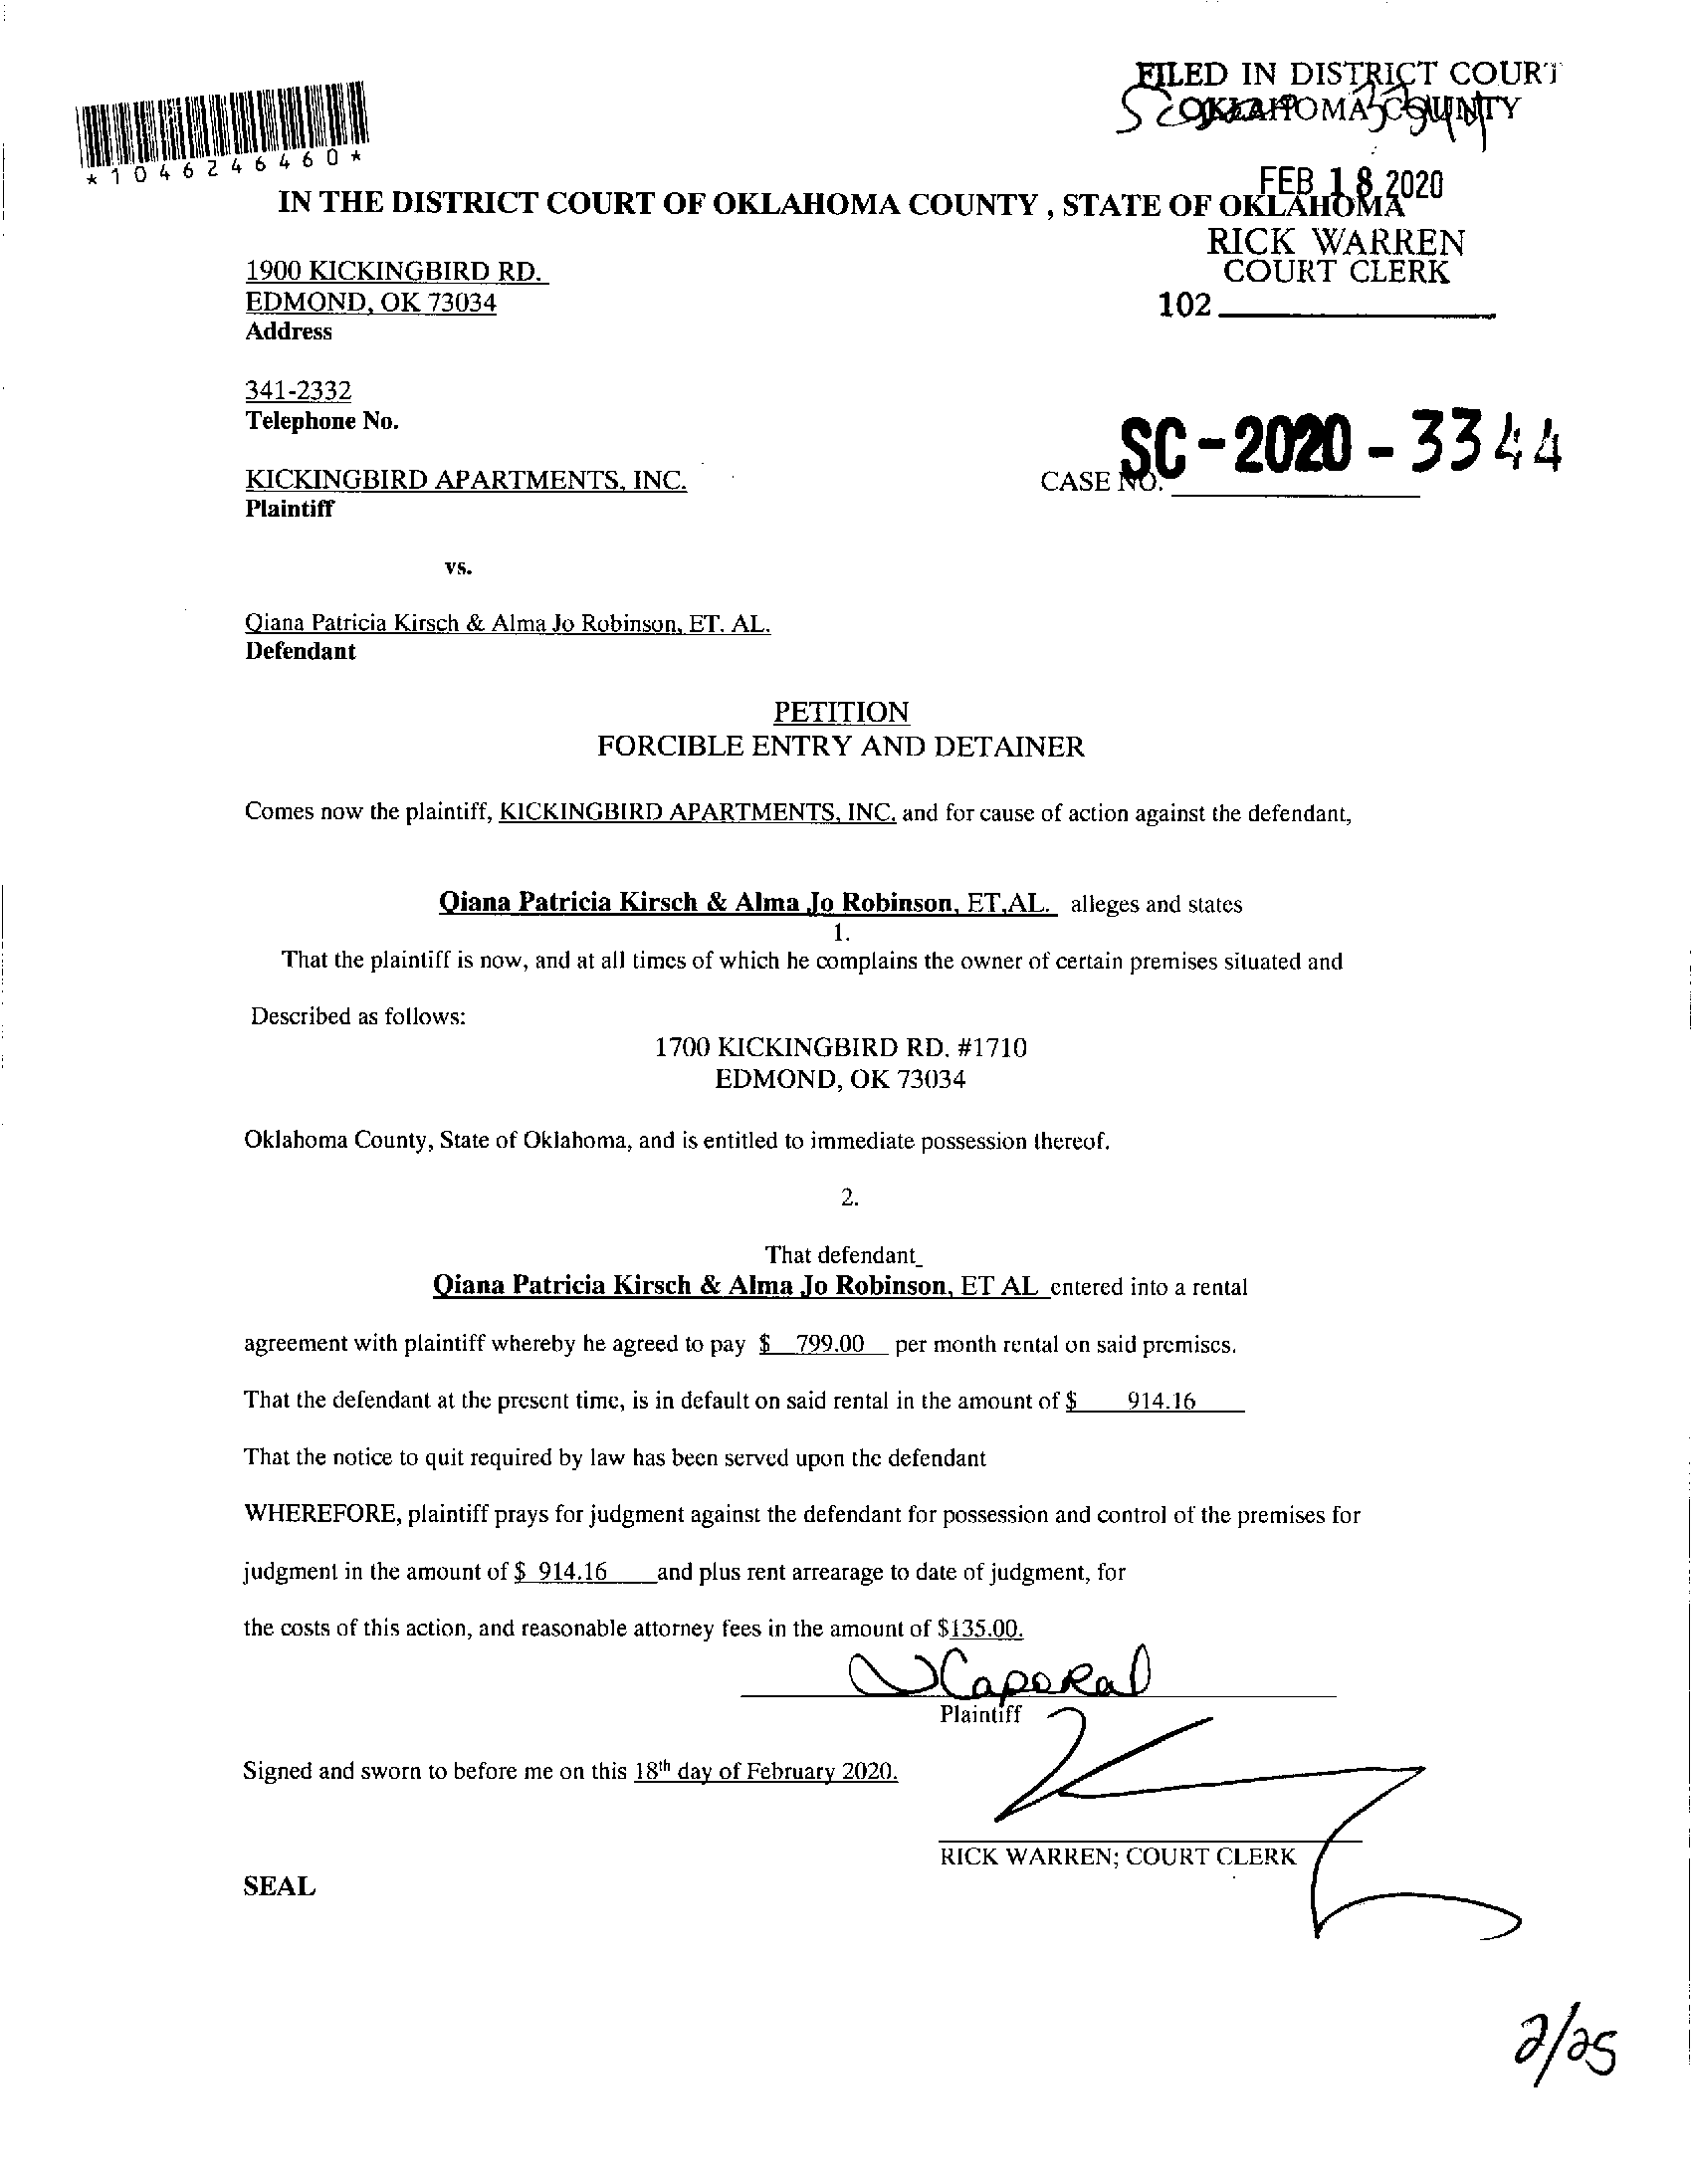 FILED IN DISTRICT COURT
OKLAHOMA COUNTY
*1046246460*
FEB 18 2020
IN THE DISTRICT COURT OF OKLAHOMA COUNTY , STATE OF OKLAHOMA
RICK WARREN
COURT CLERK
102
1900 KICKINGBIRD RD.
EDMOND, OK 73034
Address
341-2332
Telephone No.
SC-2020-3344
KICKINGBIRD APARTMENTS, INC.
CASE NO.
Plaintiff
vs.
Qiana Patricia Kirsch & Alma Jo Robinson, ET. AL.
Defendant
PETITION
FORCIBLE ENTRY AND DETAINER
Comes now the plaintiff, KICKINGBIRD APARTMENTS, INC. and for cause of action against the defendant,
Qiana Patricia Kirsch & Alma Jo Robinson, ET,AL. alleges and states
1.
That the plaintiff is now, and at all times of which he complains the owner of certain premises situated and
Described as follows:
1700 KICKINGBIRD RD. #1710
EDMOND, OK 73034
Oklahoma County, State of Oklahoma, and is entitled to immediate possession thereof.
2.
That defendant_
Qiana Patricia Kirsch & Alma Jo Robinson, ET AL entered into a rental
agreement with plaintiff whereby he agreed to pay $ 799.00 per month rental on said premises.
That the defendant at the present time, is in default on said rental in the amount of $ 914.16
That the notice to quit required by law has been served upon the defendant
WHEREFORE, plaintiff prays for judgment against the defendant for possession and control of the premises for
judgment in the amount of $ 914.16 and plus rent arrearage to date of judgment, for
the costs of this action, and reasonable attorney fees in the amount of $135.00.
Caporal
Plaintiff
Signed and sworn to before me on this 18th day of February 2020.
RICK WARREN; COURT CLERK
SEAL
2/25